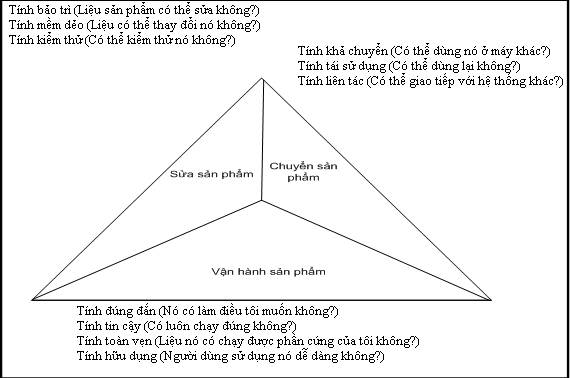 Tính bảo trì (Liệu sản phẩm có thể sửa không?)
Tính mềm dẻo (Liệu có thể thay đổi nó không?)
Tính kiểm thử (Có thể kiểm thử nó không?)
Tính khả chuyển (Có thể dùng nó ở máy khác?)
Tính tái sử dụng (Có thể dùng lại không?)
Tính liên tác (Có thể giao tiếp với hệ thống khác?)
Sửa sản phẩm
Chuyển sản
phẩm
Vận hành sản phẩm
Tính đúng đắn (Nó có làm điều tôi muốn không?)
Tính tin cậy (Có luôn chạy đúng không?)
Tính toàn vẹn (Liệu nó có chạy được phần cứng của tôi không?)
Tính hữu dụng (Người dùng sử dụng nó dễ dàng không?)